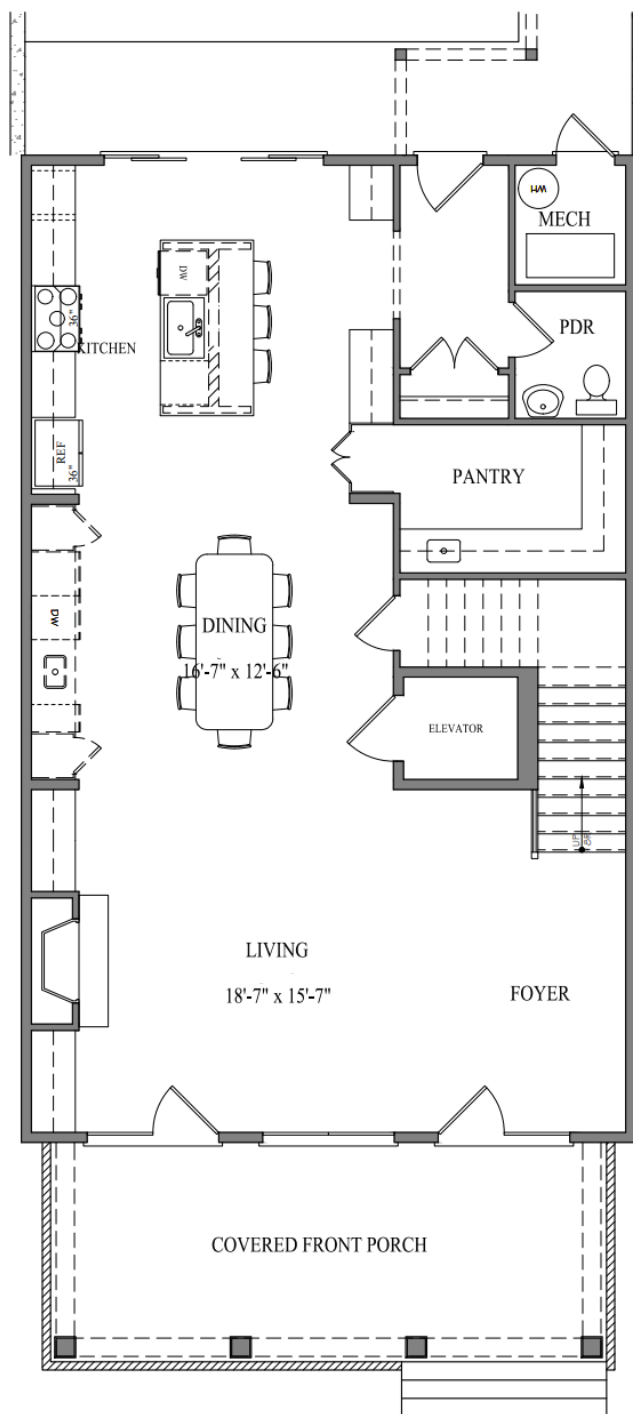 WH
MECH
DW
PDR
36"
KITCHEN
REF
36"
PANTRY
DW
DINING
16'-7" x 12'-6"
ELEVATOR
UP
LIVING
18'-7" x 15'-7"
FOYER
COVERED FRONT PORCH